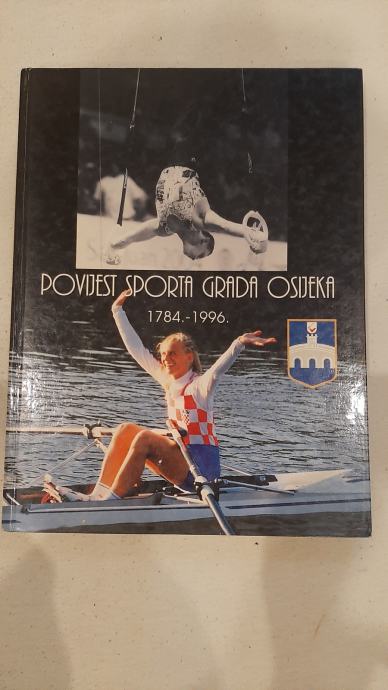 POVIJEST SPORTA GRADA OSIJEKA
1784.-1996.